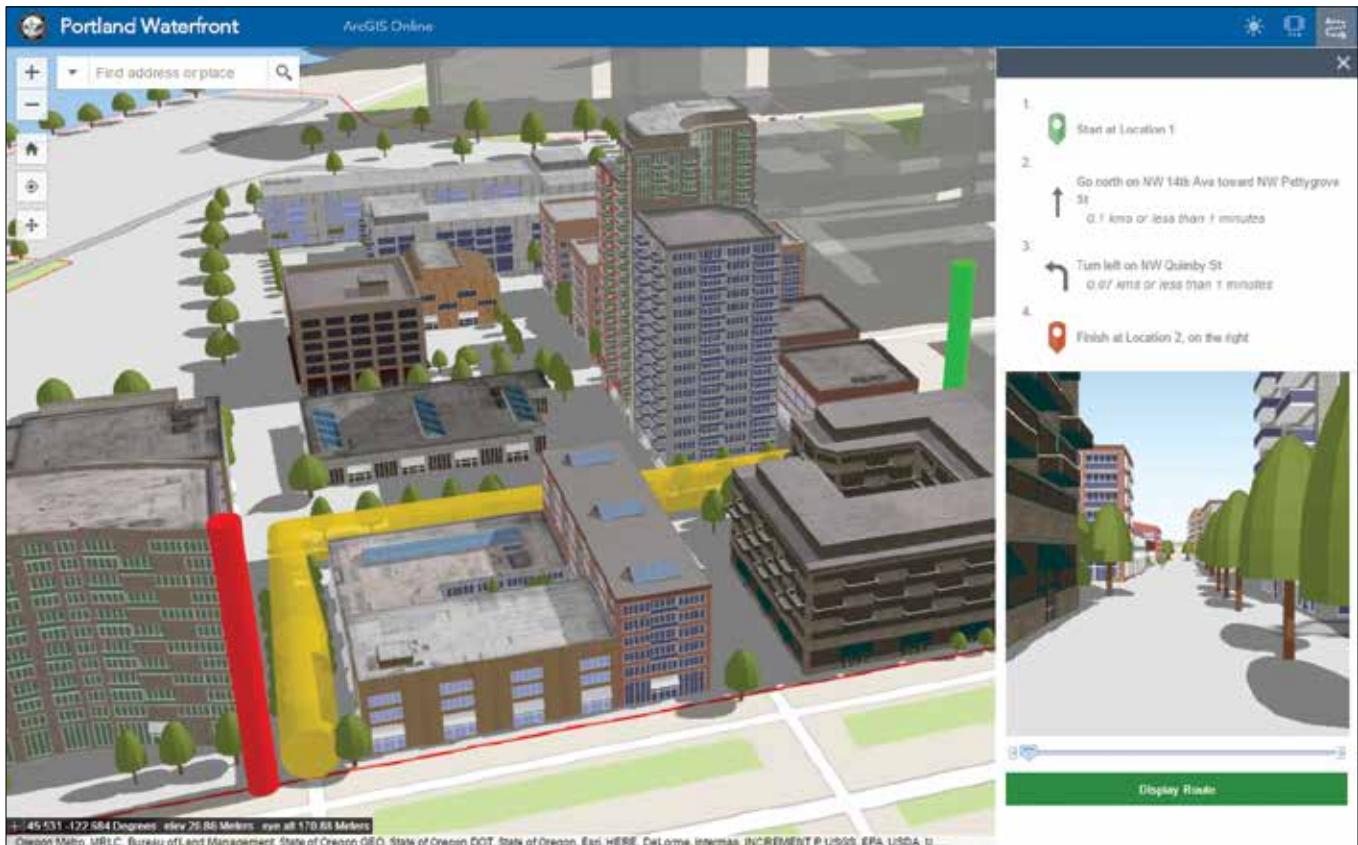 Portland Waterfront
ArcGIS Online
Find address or place
1.
Start at Location 1
2.
Go north on NW 14th Ave toward NW Pettygrove
St
0.1 kms or less than 1 minutes
3.
Turn left on NW Quimby St
0.07 kms or less than 1 minutes
4.
Finish at Location 2, on the right
Display Route
45.531 -122.684 Degrees elev 26.88 Meters eye alt 170.88 Meters
Oregon Metro, MRLC, Bureau of Land Management, State of Oregon GEO, State of Oregon DOT, State of Oregon, Esri, HERE, DeLorme, Intermap, INCREMENT P, USGS, EPA, USDA,